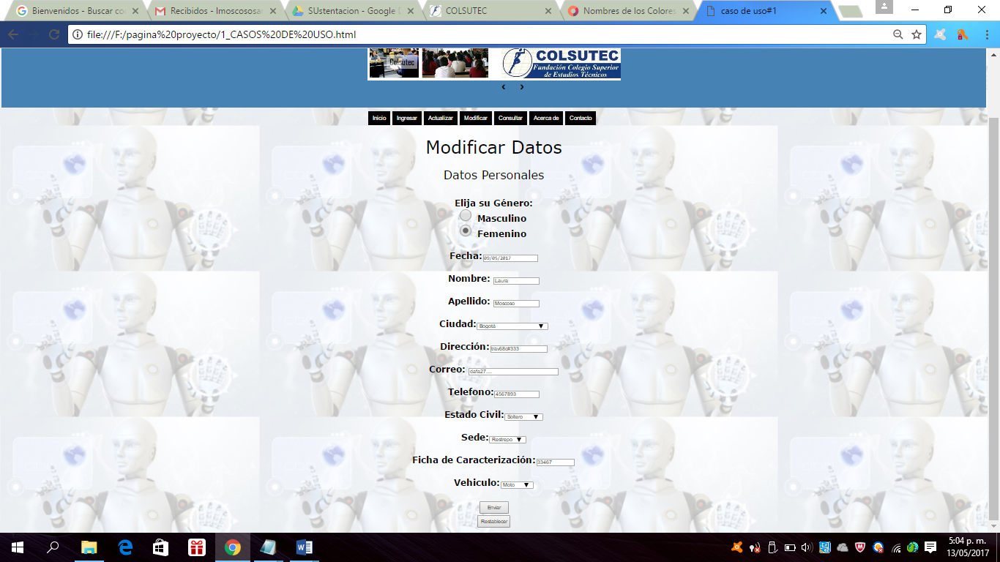 Bienvenidos - Buscar co
Recibidos - lmoscososa
SUstentacion - Google D
COLSUTEC
Nombres de los Colores
caso de uso#1
file:///F:/pagina%20proyecto/1_CASOS%20DE%20USO.html
Colsutec
COLSUTEC
Fundación Colegio Superior
de Estudios Técnicos
‹ ›
Inicio Ingresar Actualizar Modificar Consultar Acerca de Contacto
Modificar Datos
Datos Personales
Elija su Género:
Masculino
Femenino
Fecha: 09/05/2017
Nombre: Laura
Apellido: Moscoso
Ciudad: Bogotá
Dirección: trav68c#333
Correo: dafa27....
Telefono: 4567893
Estado Civil: Soltero
Sede: Restrepo
Ficha de Caracterización: 33467
Vehiculo: Moto
Enviar
Restablecer
5:04 p. m.
13/05/2017